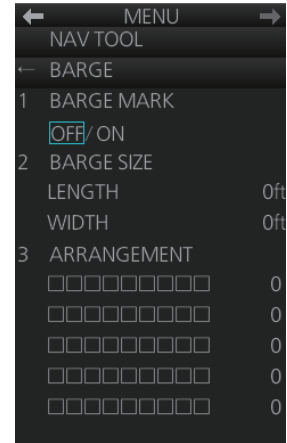 ← MENU →
NAV TOOL
← BARGE
1 BARGE MARK
OFF/ ON
2 BARGE SIZE
LENGTH 0ft
WIDTH 0ft
3 ARRANGEMENT
□□□□□□□□□ 0
□□□□□□□□□ 0
□□□□□□□□□ 0
□□□□□□□□□ 0
□□□□□□□□□ 0